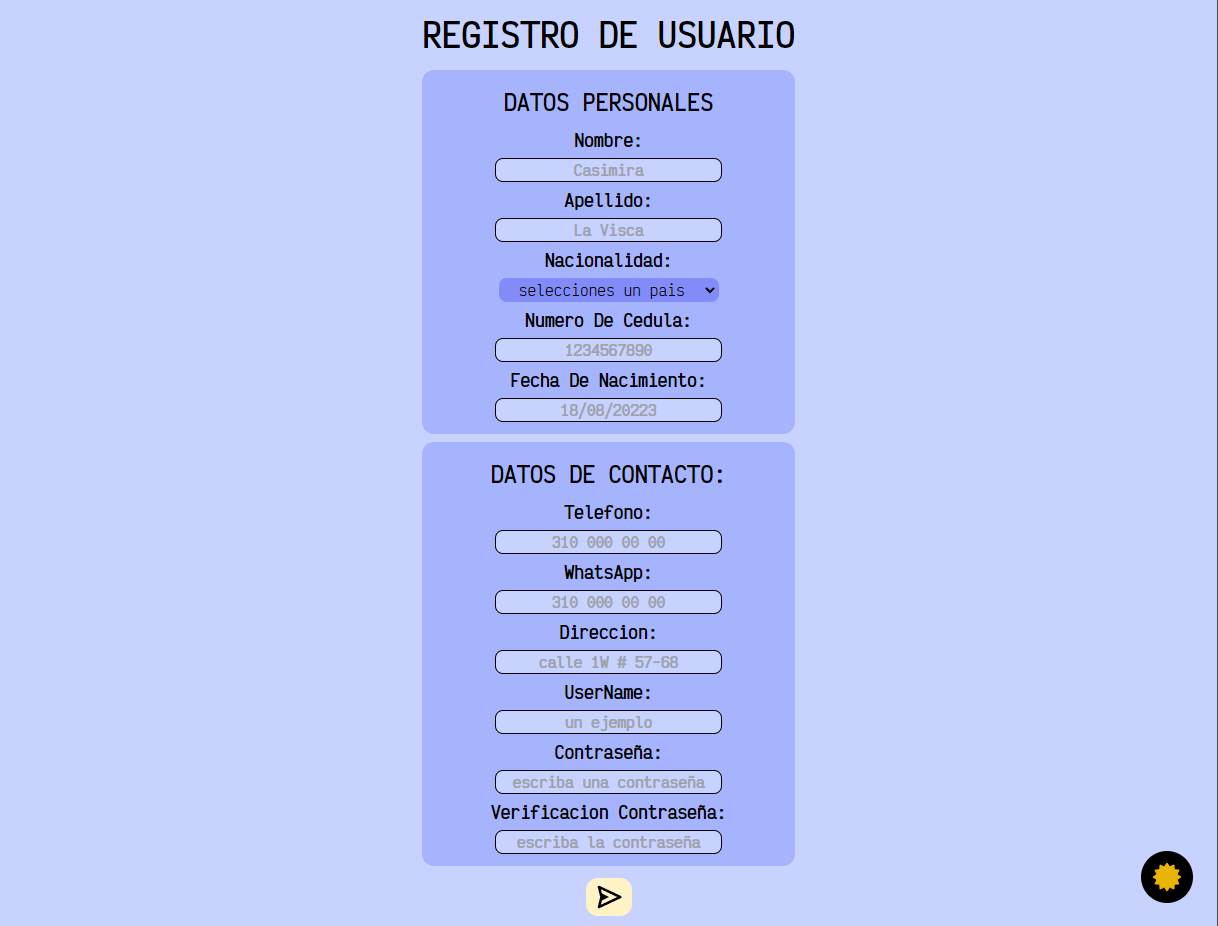 REGISTRO DE USUARIO
DATOS PERSONALES
Nombre:
Casimira
Apellido:
La Visca
Nacionalidad:
selecciones un pais
Numero De Cedula:
1234567890
Fecha De Nacimiento:
18/08/20223
DATOS DE CONTACTO:
Telefono:
310 000 00 00
WhatsApp:
310 000 00 00
Direccion:
calle 1W # 57-68
UserName:
un ejemplo
Contraseña:
escriba una contraseña
Verificacion Contraseña:
escriba la contraseña